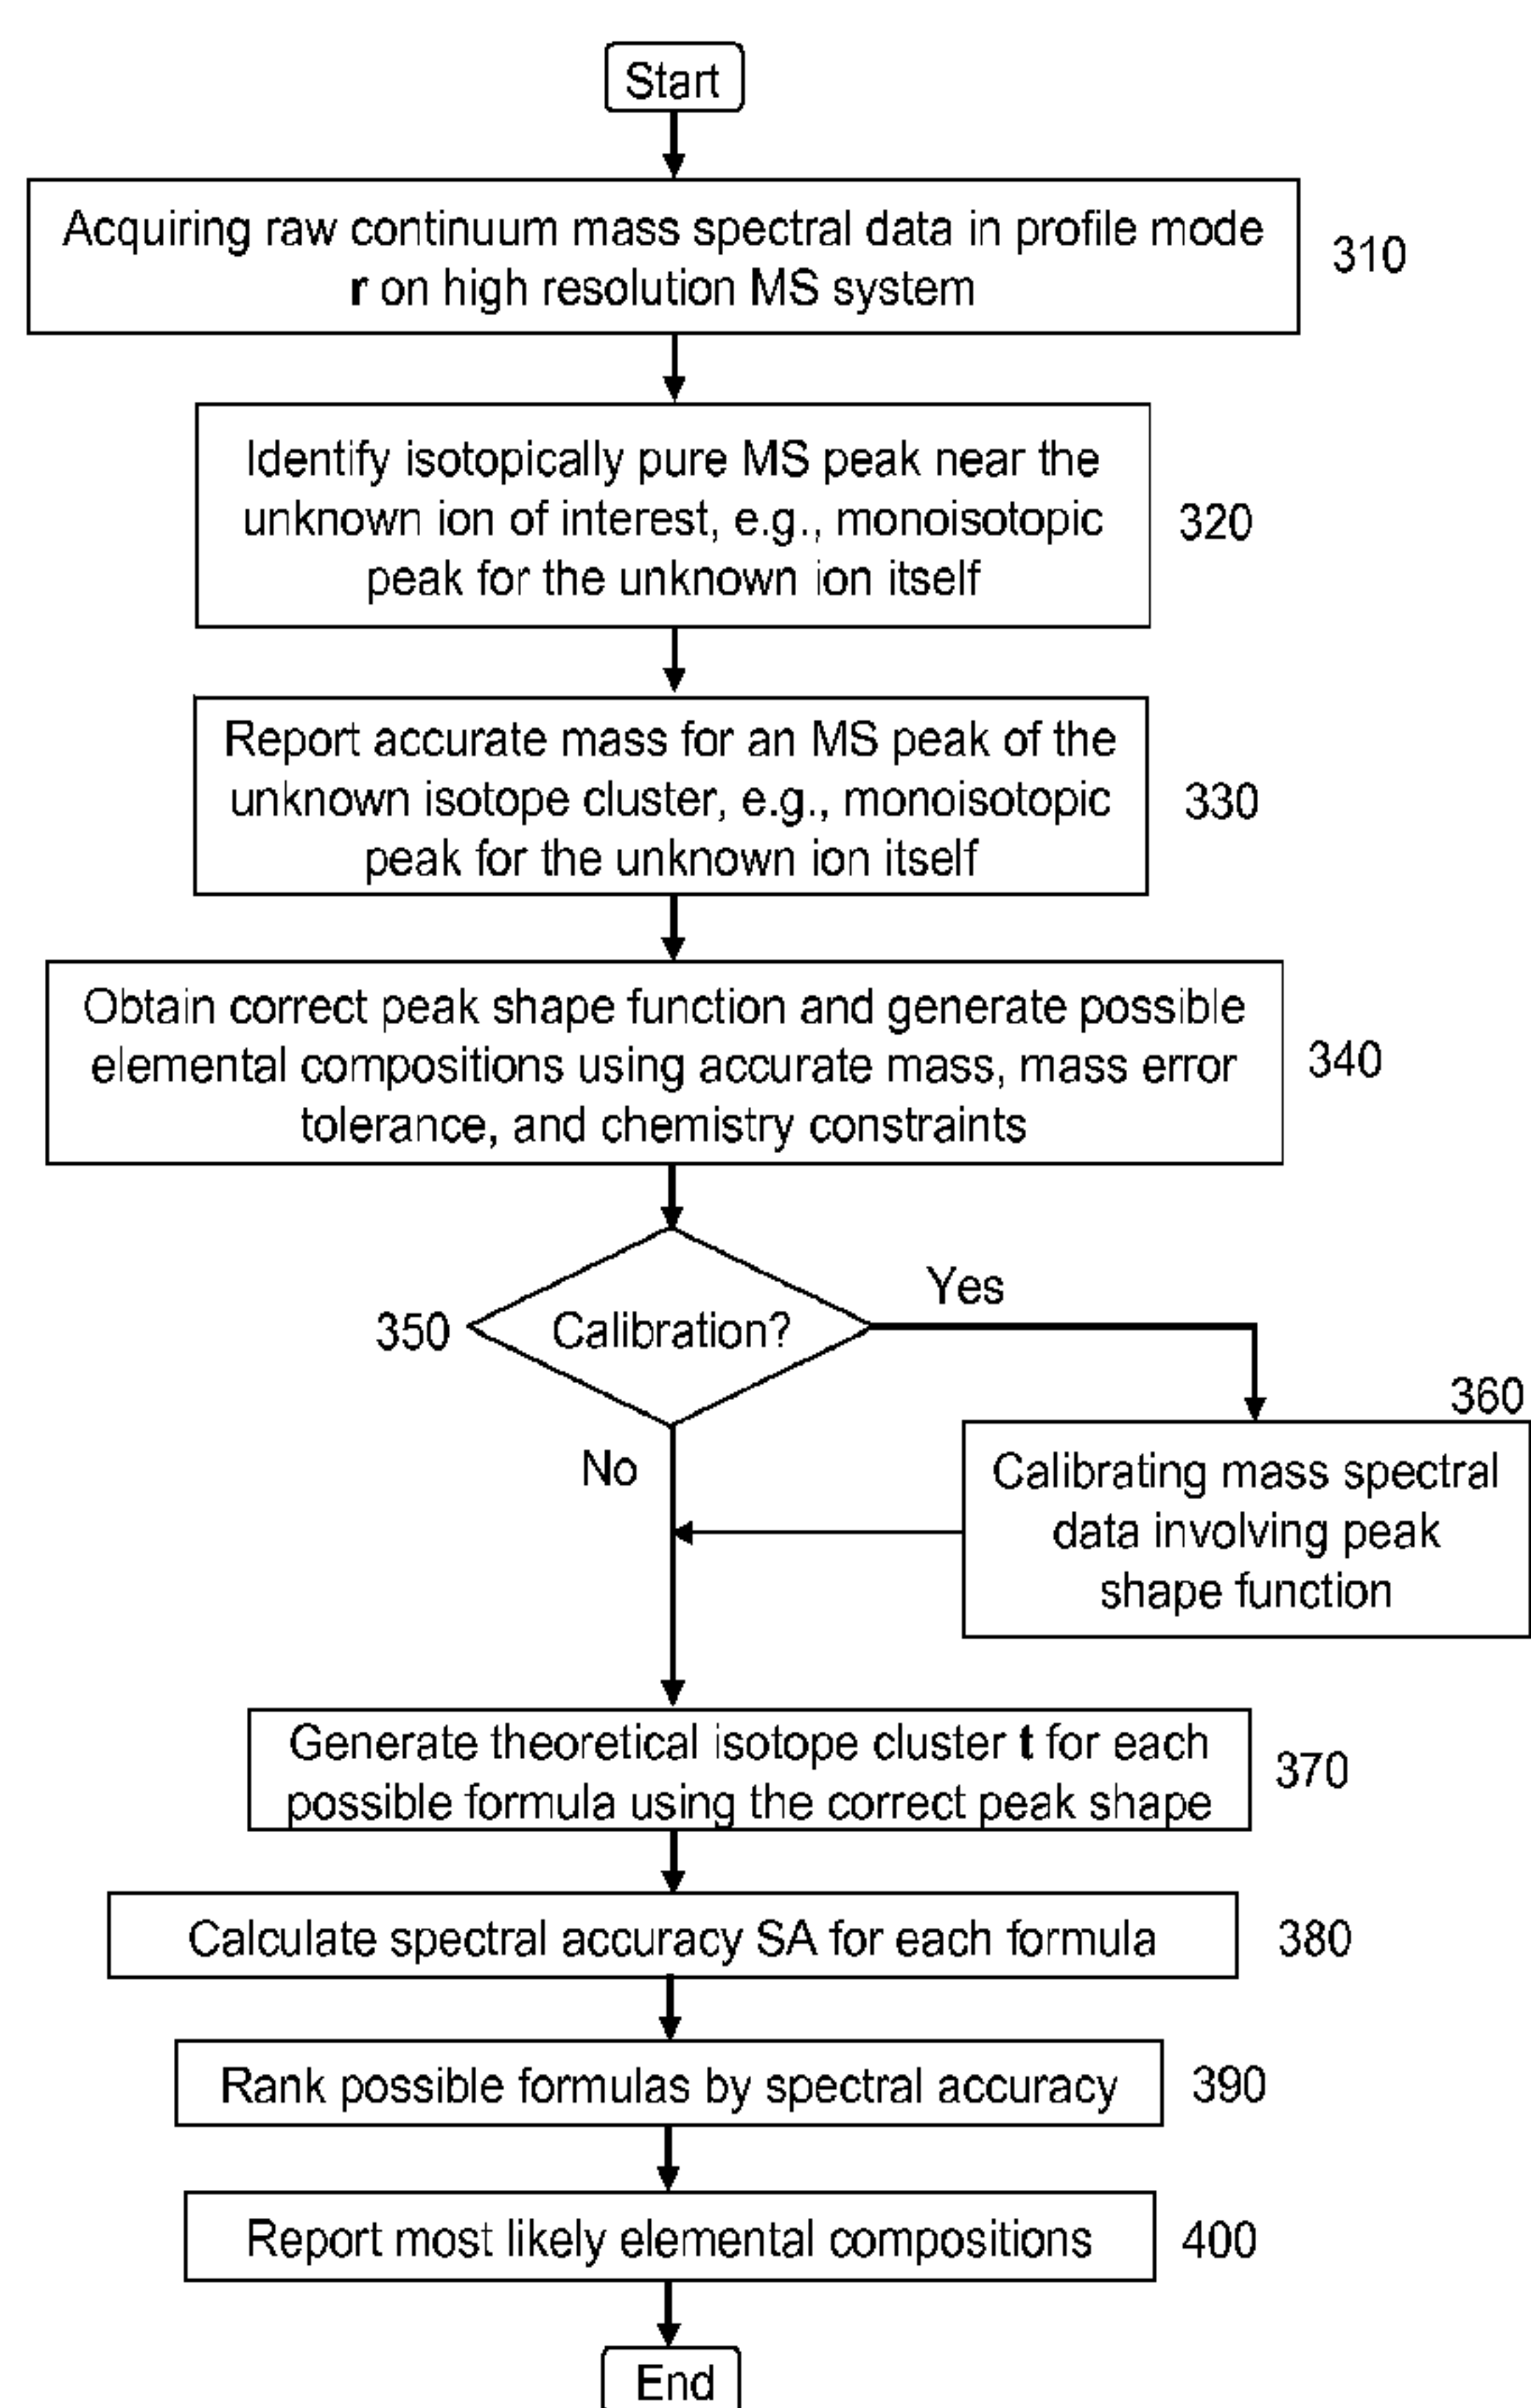 Start
Acquiring raw continuum mass spectral data in profile mode
r on high resolution MS system
310
Identify isotopically pure MS peak near the
unknown ion of interest, e.g., monoisotopic
peak for the unknown ion itself
320
Report accurate mass for an MS peak of the
unknown isotope cluster, e.g., monoisotopic
peak for the unknown ion itself
330
Obtain correct peak shape function and generate possible
elemental compositions using accurate mass, mass error
tolerance, and chemistry constraints
340
350
Calibration?
Yes
No
360
Calibrating mass spectral
data involving peak
shape function
Generate theoretical isotope cluster t for each
possible formula using the correct peak shape
370
Calculate spectral accuracy SA for each formula
380
Rank possible formulas by spectral accuracy
390
Report most likely elemental compositions
400
End